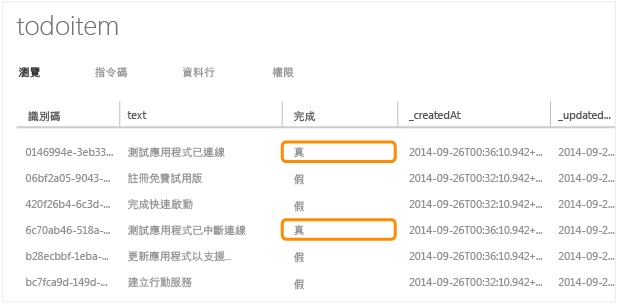 todoitem
瀏覽 指令碼 資料行 權限
識別碼 text 完成 _createdAt _updated...
0146994e-3eb33... 測試應用程式已連線 真 2014-09-26T00:36:10.942+... 2014-09-2...
06bf2a05-9043-... 註冊免費試用版 假 2014-09-26T00:32:10.942+... 2014-09-2...
420f26b4-6c3d-... 完成快速啟動 假 2014-09-26T00:32:10.942+... 2014-09-2...
6c70ab46-518a-... 測試應用程式已中斷連線 真 2014-09-26T00:36:10.942+... 2014-09-2...
b28ecbbf-1eba-... 更新應用程式以支援... 假 2014-09-26T00:36:10.942+... 2014-09-2...
bc7fca9d-149d-... 建立行動服務 假 2014-09-26T00:32:10.942+... 2014-09-2...